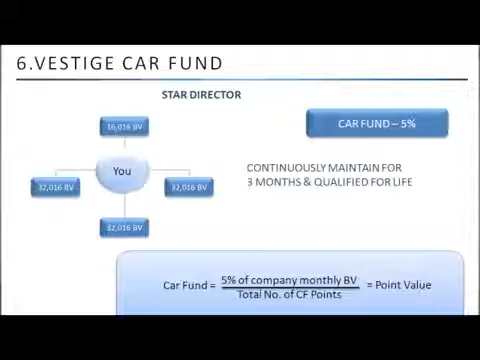 6.VESTIGE CAR FUND
STAR DIRECTOR
16,016 BV
CAR FUND – 5%
You
32,016 BV
32,016 BV
32,016 BV
CONTINUOUSLY MAINTAIN FOR
3 MONTHS & QUALIFIED FOR LIFE
Car Fund = 5% of company monthly BV = Point Value
Total No. of CF Points